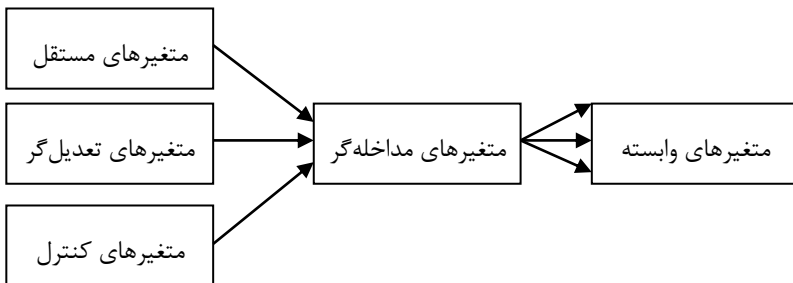 متغیرهای مستقل
متغیرهای تعدیل‌گر
متغیرهای کنترل
متغیرهای مداخله‌گر
متغیرهای وابسته